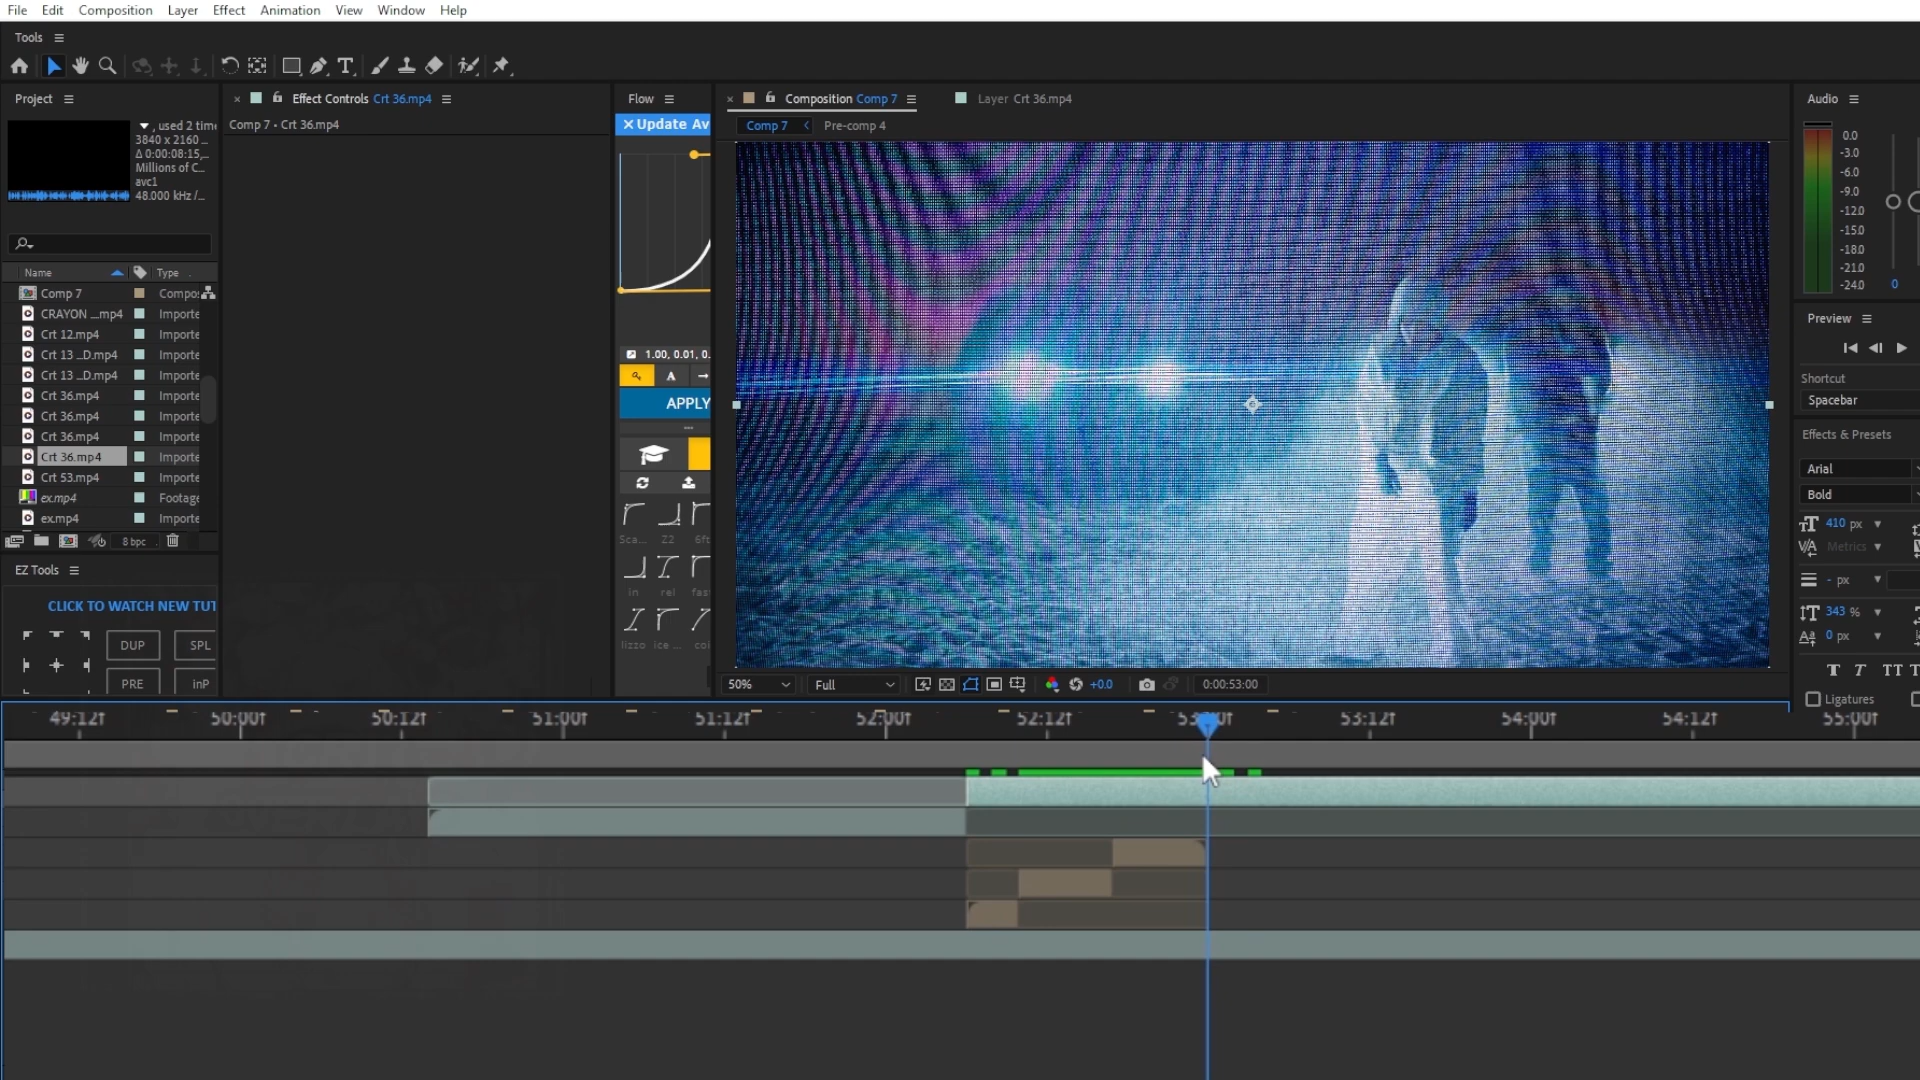 File Edit Composition Layer Effect Animation View Window Help
Tools
Project
Effect Controls Crt 36.mp4
Flow
Composition Comp 7
Layer Crt 36.mp4
Audio
, used 2 time
3840 x 2160 ...
Δ 0:00:08:15,...
Millions of C...
avc1
48.000 kHz /...
Comp 7 • Crt 36.mp4
Update Av
Comp 7
Pre-comp 4
0.0
-3.0
-6.0
-9.0
-12.0
-15.0
-18.0
-21.0
-24.0
0
Name Type
Comp 7 Compo:
CRAYON ...mp4 Importe
Crt 12.mp4 Importe
Crt 13 ...D.mp4 Importe
Crt 13 ...D.mp4 Importe
Crt 36.mp4 Importe
Crt 36.mp4 Importe
Crt 36.mp4 Importe
Crt 36.mp4 Importe
Crt 53.mp4 Importe
ex.mp4 Footage
ex.mp4 Importe
8 bpc
1.00, 0.01, 0.
A
APPLY
Sca... Z2 6ft
in rel fas
lizzo ice ... coi
Preview
Shortcut
Spacebar
Effects & Presets
Arial
Bold
410 px
Metrics
- px
343 %
0 px
T T TT T
Ligatures
EZ Tools
CLICK TO WATCH NEW TUT
DUP SPL
PRE inP
50% Full +0.0 0:00:53:00
49:12f 50:00f 50:12f 51:00f 51:12f 52:00f 52:12f 53:00f 53:12f 54:00f 54:12f 55:00f